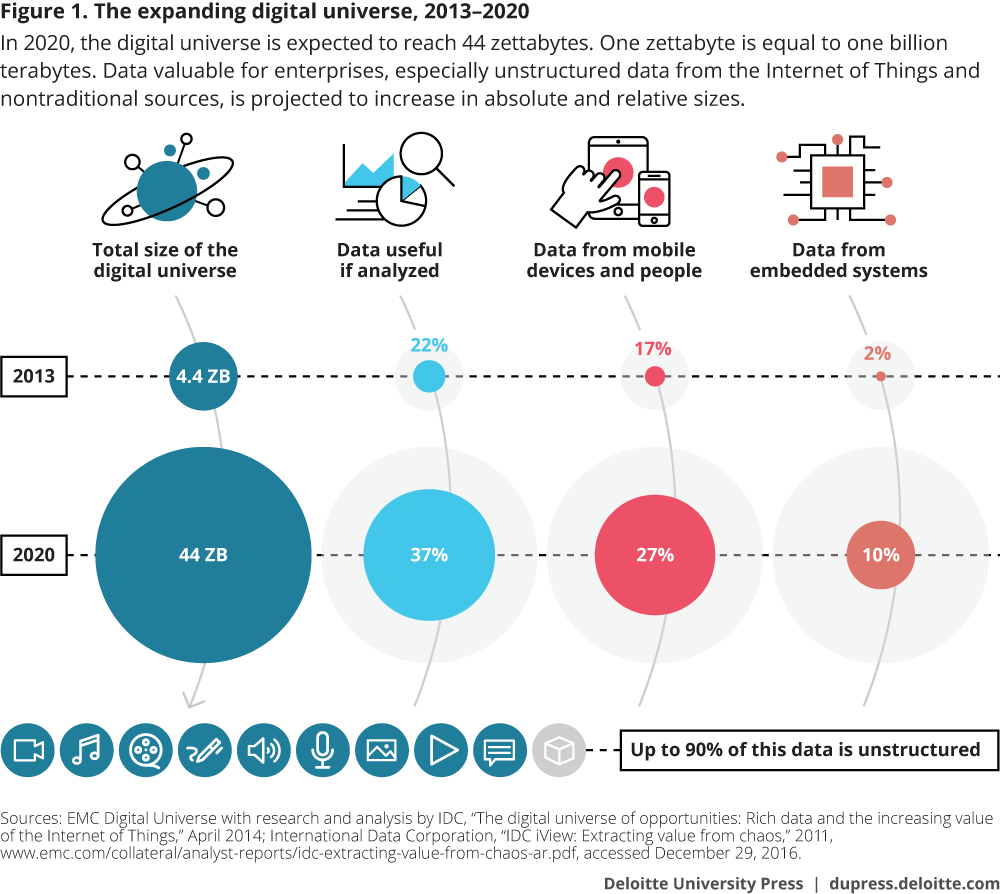 Figure 1. The expanding digital universe, 2013–2020
In 2020, the digital universe is expected to reach 44 zettabytes. One zettabyte is equal to one billion
terabytes. Data valuable for enterprises, especially unstructured data from the Internet of Things and
nontraditional sources, is projected to increase in absolute and relative sizes.
Total size of the
digital universe
Data useful
if analyzed
Data from mobile
devices and people
Data from
embedded systems
2013
4.4 ZB
22%
17%
2%
2020
44 ZB
37%
27%
10%
Up to 90% of this data is unstructured
Sources: EMC Digital Universe with research and analysis by IDC, “The digital universe of opportunities: Rich data and the increasing value
of the Internet of Things,” April 2014; International Data Corporation, “IDC iView: Extracting value from chaos,” 2011,
www.emc.com/collateral/analyst-reports/idc-extracting-value-from-chaos-ar.pdf, accessed December 29, 2016.
Deloitte University Press | dupress.deloitte.com